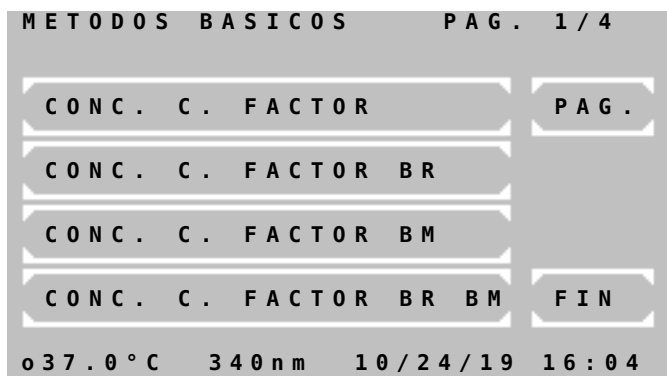 METODOS BASICOS PAG. 1/4
CONC. C. FACTOR PAG.
CONC. C. FACTOR BR
CONC. C. FACTOR BM
CONC. C. FACTOR BR BM FIN
o37.0°C 340nm 10/24/19 16:04